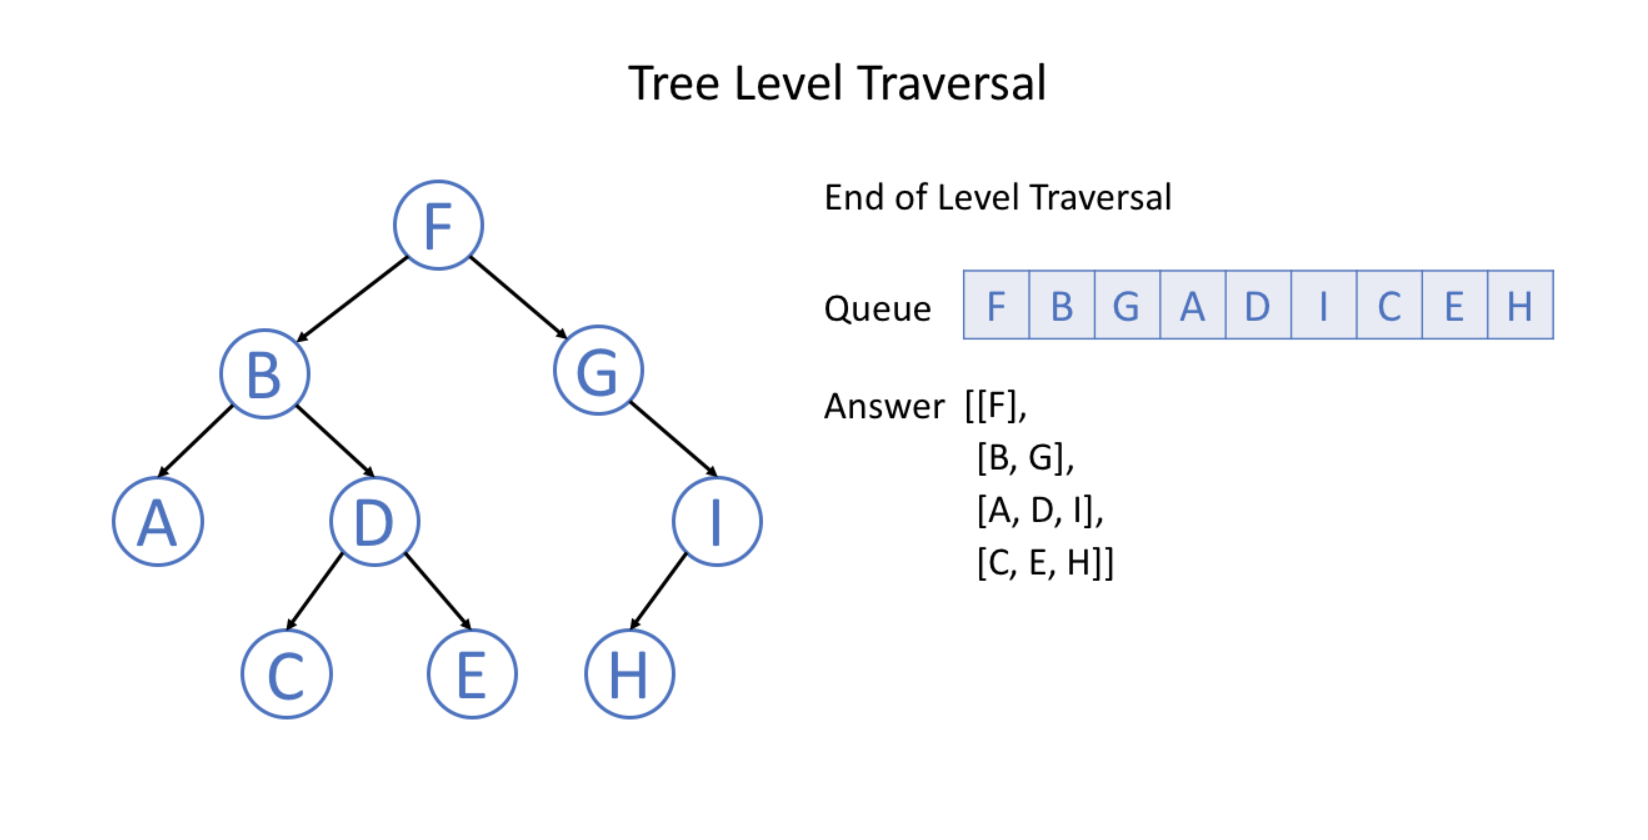 Tree Level Traversal
F
B
G
A
D
I
C
E
H
End of Level Traversal
Queue F B G A D I C E H
Answer [[F],
[B, G],
[A, D, I],
[C, E, H]]